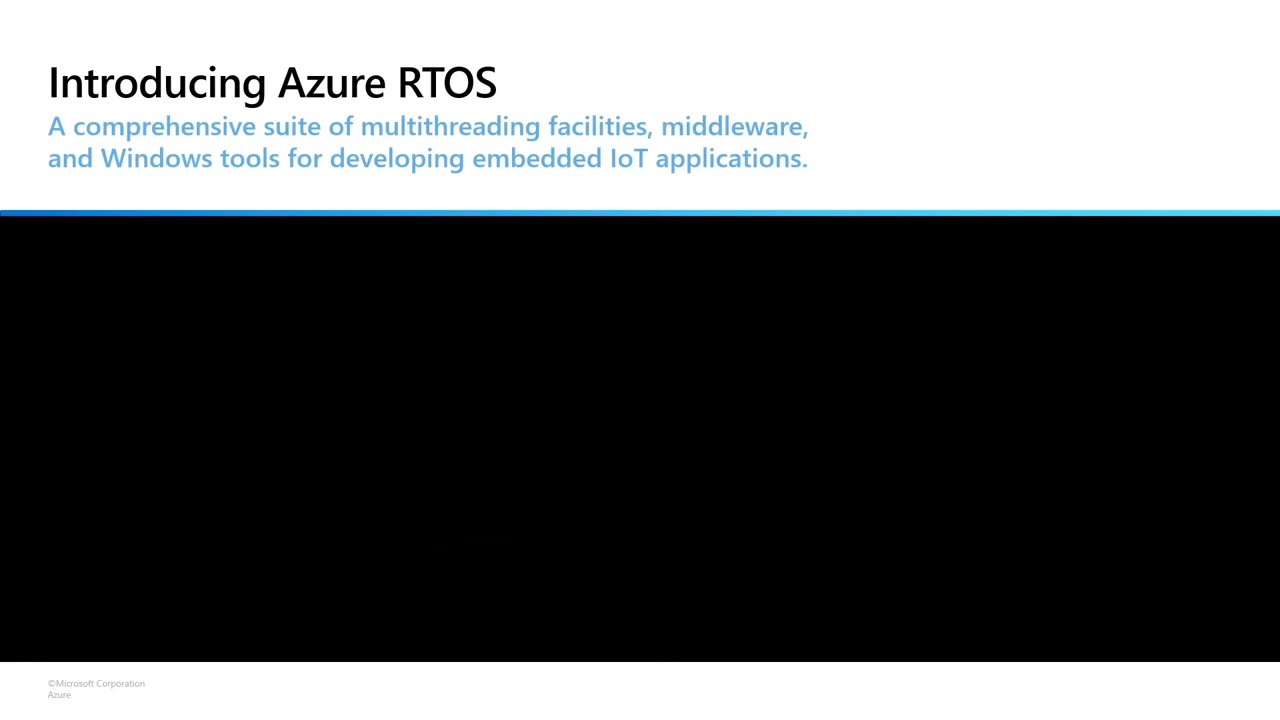 Introducing Azure RTOS
A comprehensive suite of multithreading facilities, middleware,
and Windows tools for developing embedded IoT applications.
©Microsoft Corporation
Azure